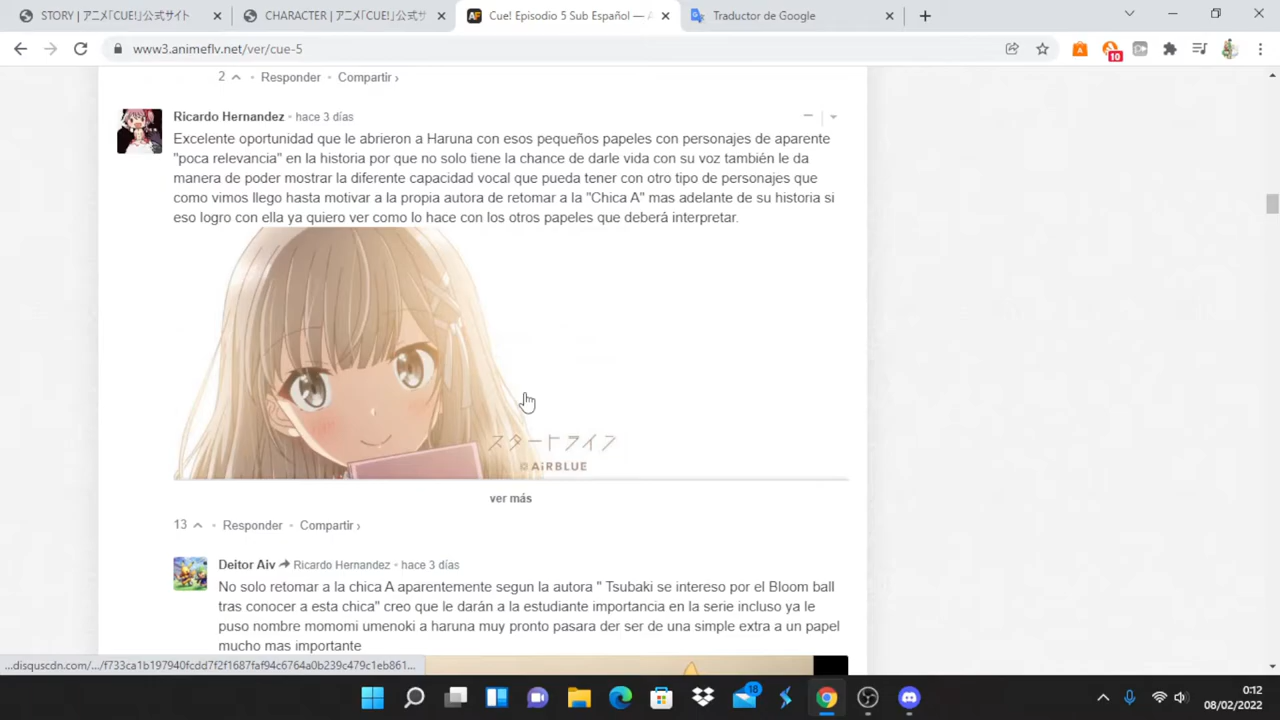 STORY | アニメ「CUE!」公式サイト
CHARACTER | アニメ「CUE!」公式サ
Cue! Episodio 5 Sub Español — A
Traductor de Google
www3.animeflv.net/ver/cue-5
10
2 • Responder • Compartir ›
Ricardo Hernandez • hace 3 días
Excelente oportunidad que le abrieron a Haruna con esos pequeños papeles con personajes de aparente
"poca relevancia" en la historia por que no solo tiene la chance de darle vida con su voz también le da
manera de poder mostrar la diferente capacidad vocal que pueda tener con otro tipo de personajes que
como vimos llego hasta motivar a la propia autora de retomar a la "Chica A" mas adelante de su historia si
eso logro con ella ya quiero ver como lo hace con los otros papeles que deberá interpretar.
スタートライフ
©AiRBLUE
ver más
13 • Responder • Compartir ›
Deitor Aiv Ricardo Hernandez • hace 3 días
No solo retomar a la chica A aparentemente segun la autora " Tsubaki se intereso por el Bloom ball
tras conocer a esta chica" creo que le darán a la estudiante importancia en la serie incluso ya le
puso nombre momomi umenoki a haruna muy pronto pasara der ser de una simple extra a un papel
mucho mas importante
...disquscdn.com/.../f733ca1b197940fcdd7f2f1687faf94c6764a0b239c479c1eb861...
18
0:12
08/02/2022